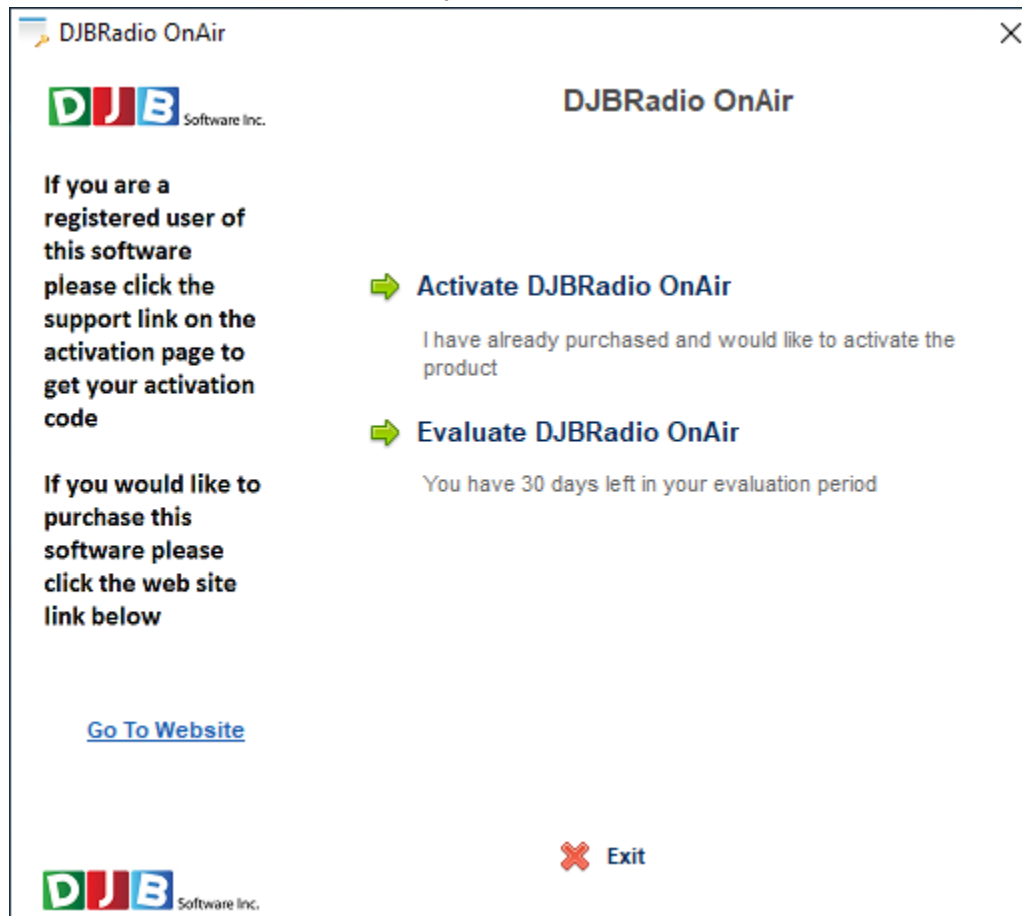 DJBRadio OnAir
DJB Software Inc.
DJBRadio OnAir
If you are a
registered user of
this software
please click the
support link on the
activation page to
get your activation
code
If you would like to
purchase this
software please
click the web site
link below
Go To Website
Activate DJBRadio OnAir
I have already purchased and would like to activate the
product
Evaluate DJBRadio OnAir
You have 30 days left in your evaluation period
Exit
DJB Software Inc.